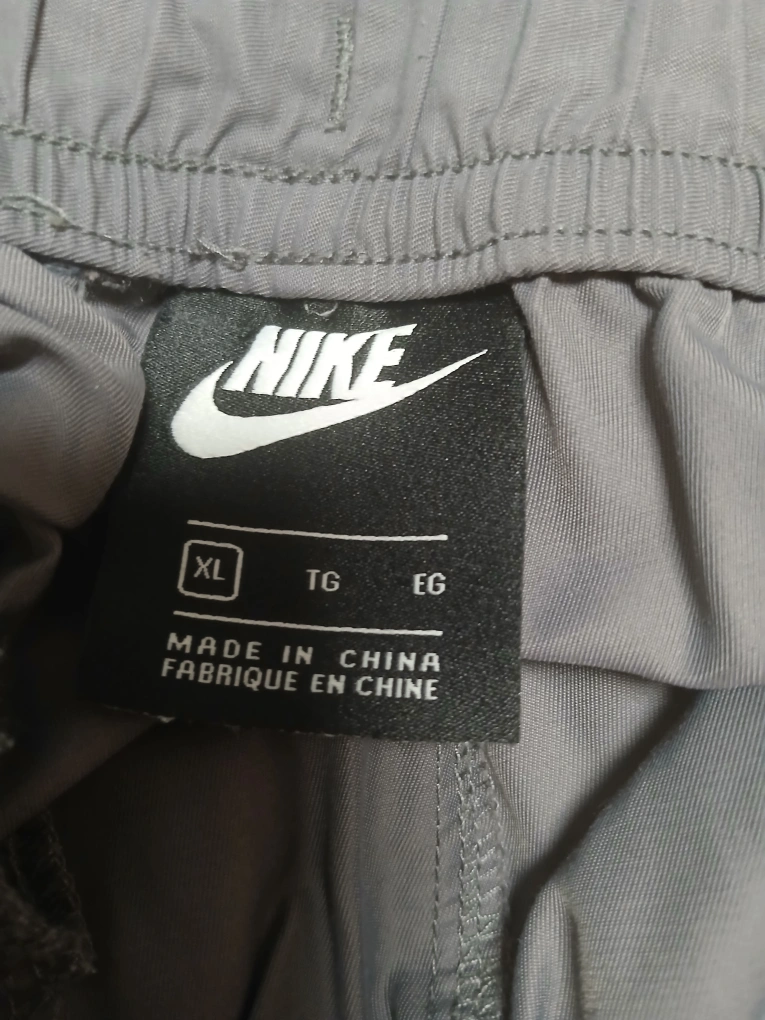 NIKE
XL TG EG
MADE IN CHINA
FABRIQUE EN CHINE